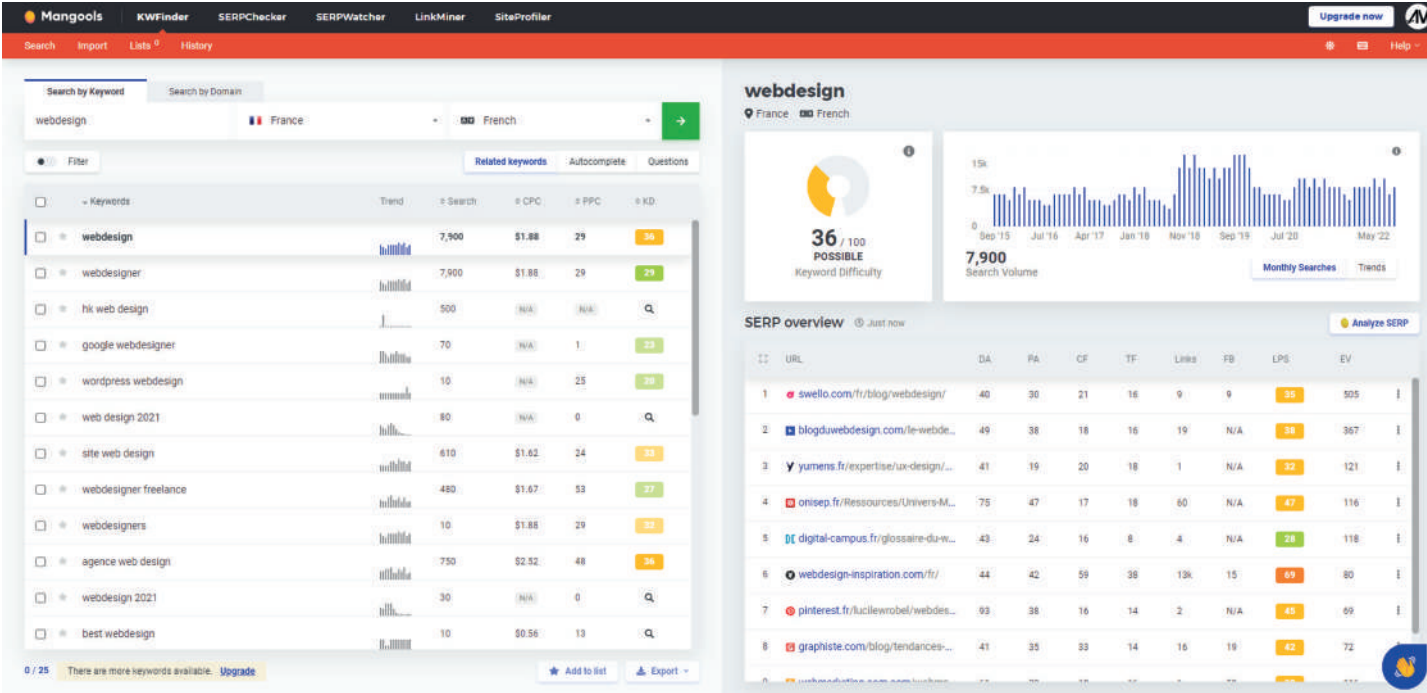 Mangools KWFinder SERPChecker SERPWatcher LinkMiner SiteProfiler Upgrade now
Search Import Lists 0 History Help
Search by Keyword Search by Domain
webdesign France French
Filter Related keywords Autocomplete Questions
Keywords Trend Search CPC PPC KD
webdesign 7,900 $1.88 29 36
webdesigner 7,900 $1.88 29 29
hk web design 500 N/A N/A
google webdesigner 70 N/A 1 23
wordpress webdesign 10 N/A 25
web design 2021 80 N/A 0
site web design 610 $1.62 24
webdesigner freelance 480 $1.67 53 27
webdesigners 10 $1.88 29
agence web design 750 $2.52 48 36
webdesign 2021 30 N/A 0
best webdesign 10 $0.56 13
0 / 25 There are more keywords available. Upgrade Add to list Export
webdesign
France French
36 / 100
POSSIBLE
Keyword Difficulty
15k
7.5k
0
Sep '15 Jul '16 Apr '17 Jan '18 Nov '18 Sep '19 Jul '20 May '22
7,900
Search Volume
Monthly Searches Trends
SERP overview Just now Analyze SERP
URL DA PA CF TF Links FB LPS EV
1 swello.com/fr/blog/webdesign/ 40 30 21 16 9 9 35 505
2 blogduwebdesign.com/le-webde... 49 38 18 16 19 N/A 38 367
3 yumens.fr/expertise/ux-design/... 41 19 20 18 1 N/A 32 121
4 onisep.fr/Ressources/Univers-M... 75 47 17 18 60 N/A 47 116
5 digital-campus.fr/glossaire-du-w... 43 24 16 8 4 N/A 28 118
6 webdesign-inspiration.com/fr/ 44 42 59 38 13k 15 69 80
7 pinterest.fr/lucilewrobel/webdes... 93 38 16 14 2 N/A 45 69
8 graphiste.com/blog/tendances-... 41 35 33 14 16 19 42 72